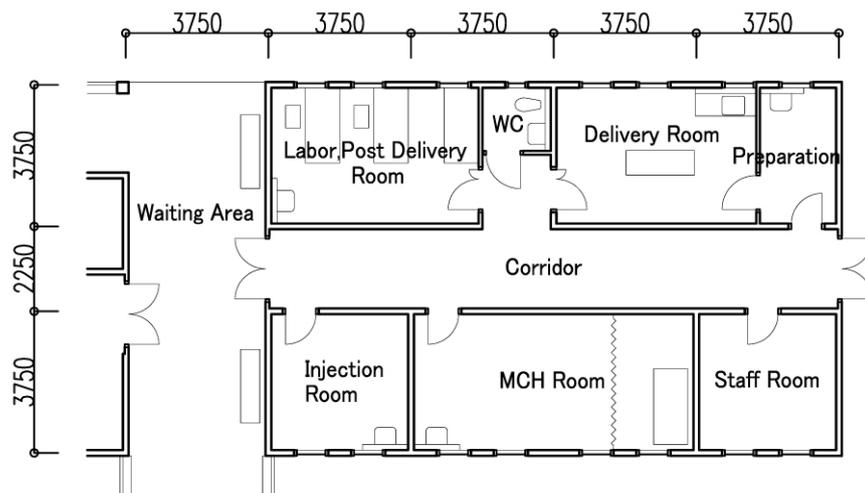 3750 3750 3750 3750 3750
3750
2250
3750
WC
Labor,Post Delivery
Room
Delivery Room
Preparation
Waiting Area
Corridor
Injection
Room
MCH Room
Staff Room